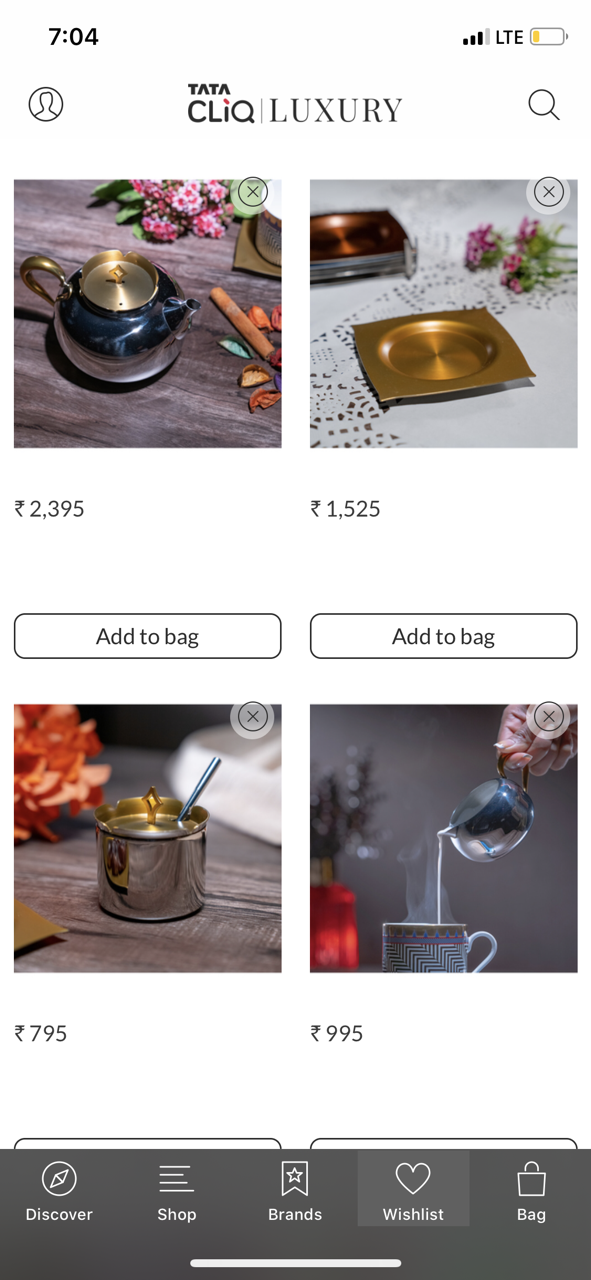 7:04
LTE
TATA
CLiQ | LUXURY
₹ 2,395
₹ 1,525
Add to bag
Add to bag
₹ 795
₹ 995
Discover
Shop
Brands
Wishlist
Bag